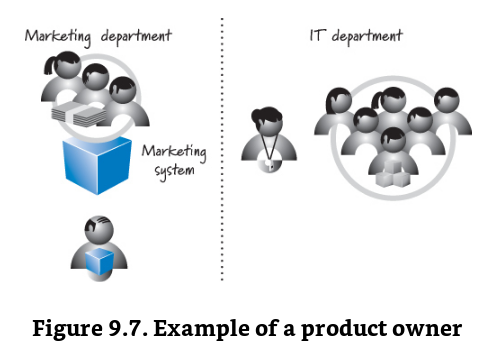 Marketing department
IT department
Marketing
system
Figure 9.7. Example of a product owner